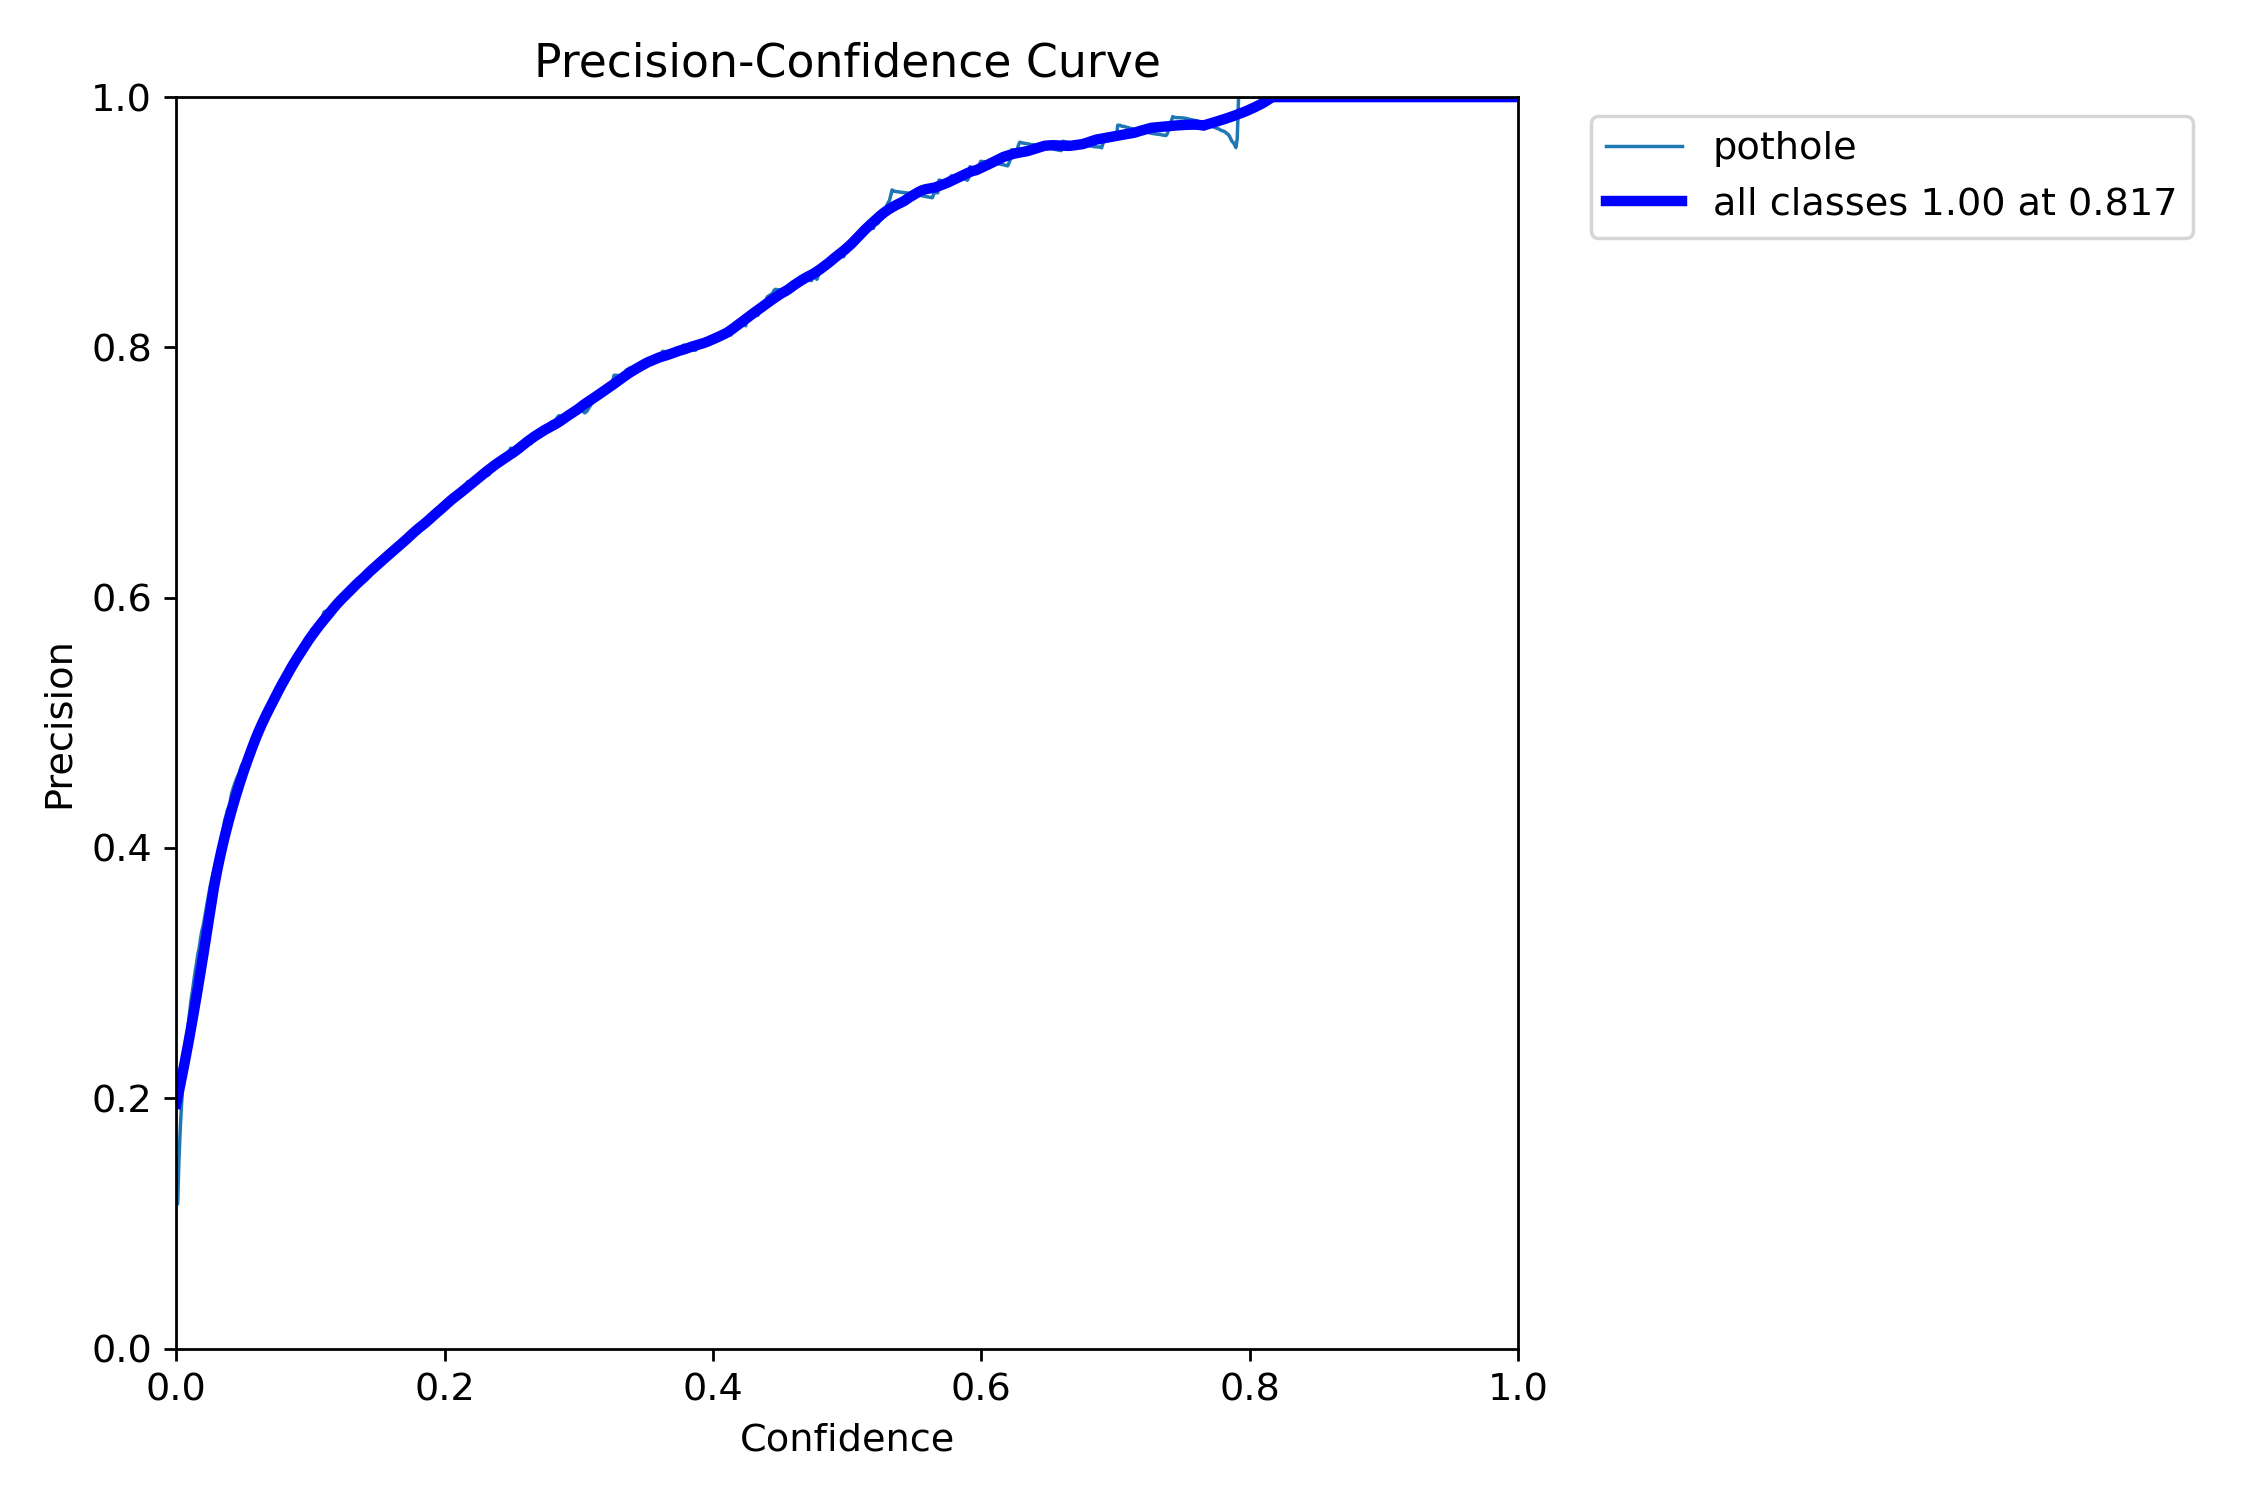 Precision-Confidence Curve
1.0
0.8
0.6
0.4
0.2
0.0
Precision
0.0 0.2 0.4 0.6 0.8 1.0
Confidence
pothole
all classes 1.00 at 0.817